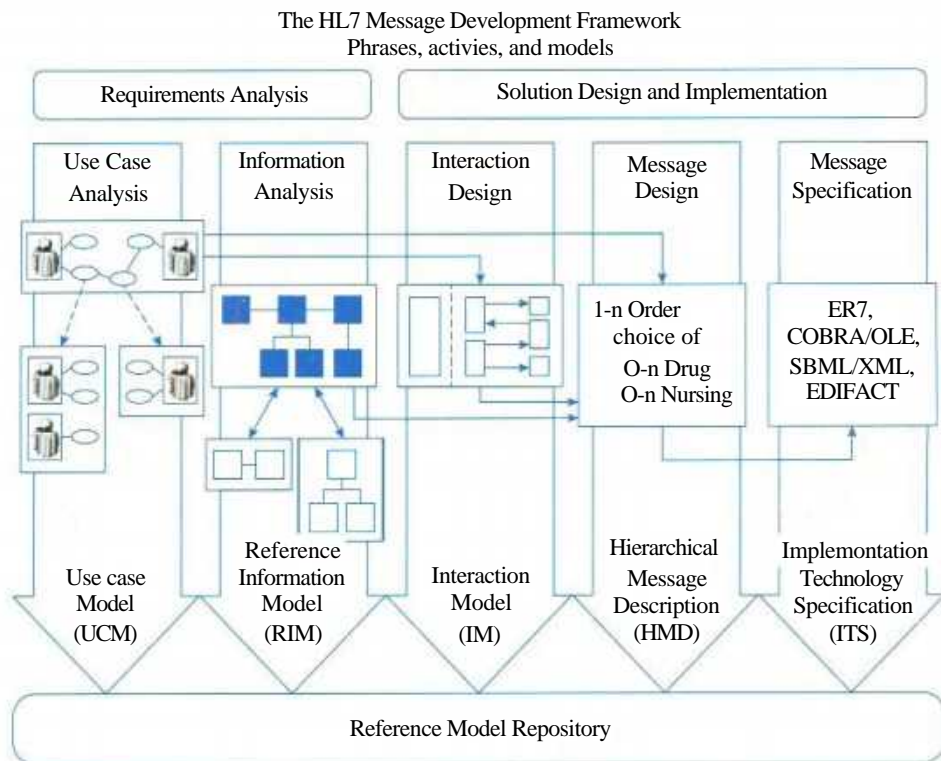 The HL7 Message Development Framework
Phrases, activies, and models
Requirements Analysis
Solution Design and Implementation
Use Case
Analysis
Information
Analysis
Interaction
Design
Message
Design
Message
Specification
1-n Order
choice of
O-n Drug
O-n Nursing
ER7,
COBRA/OLE,
SBML/XML,
EDIFACT
Use case
Model
(UCM)
Reference
Information
Model
(RIM)
Interaction
Model
(IM)
Hierarchical
Message
Description
(HMD)
Implemontation
Technology
Specification
(ITS)
Reference Model Repository